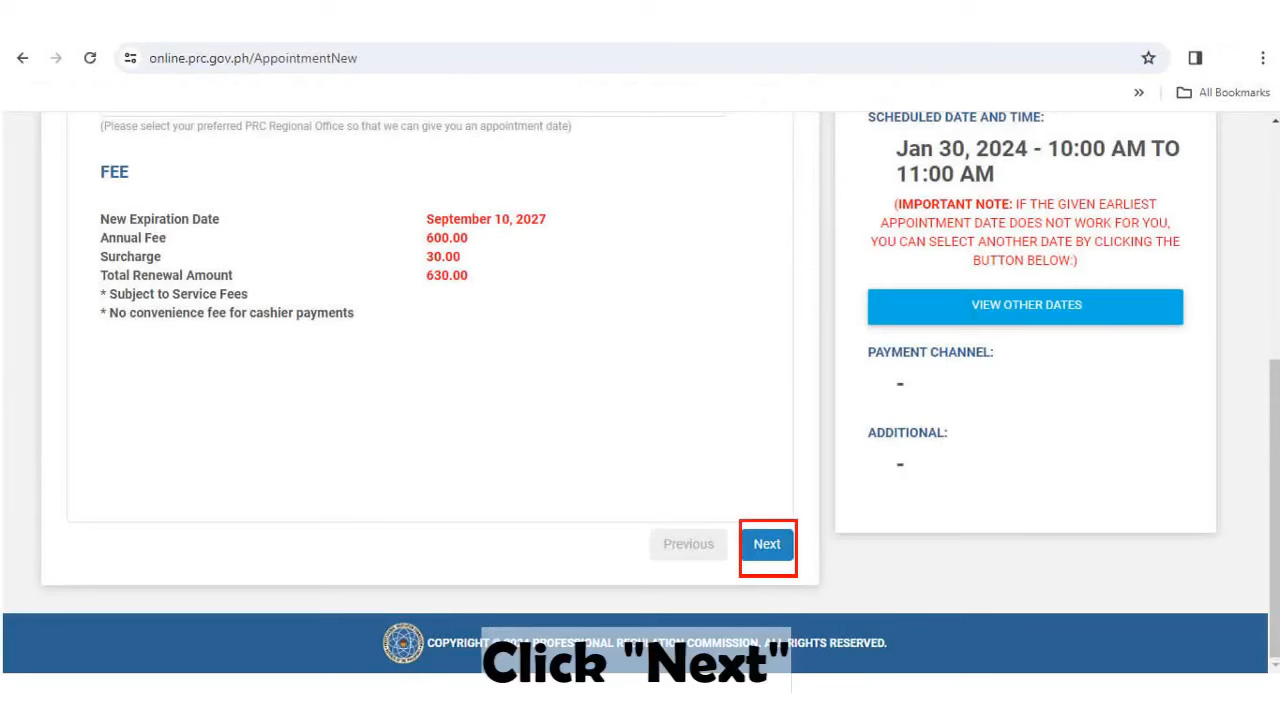 online.prc.gov.ph/AppointmentNew
All Bookmarks
(Please select your preferred PRC Regional Office so that we can give you an appointment date)
FEE
New Expiration Date September 10, 2027
Annual Fee 600.00
Surcharge 30.00
Total Renewal Amount 630.00
* Subject to Service Fees
* No convenience fee for cashier payments
Previous
Next
SCHEDULED DATE AND TIME:
Jan 30, 2024 - 10:00 AM TO
11:00 AM
(IMPORTANT NOTE: IF THE GIVEN EARLIEST
APPOINTMENT DATE DOES NOT WORK FOR YOU,
YOU CAN SELECT ANOTHER DATE BY CLICKING THE
BUTTON BELOW:)
VIEW OTHER DATES
PAYMENT CHANNEL:
-
ADDITIONAL:
-
COPYRIGHT © 2024 PROFESSIONAL REGULATION COMMISSION, ALL RIGHTS RESERVED.
Click "Next"